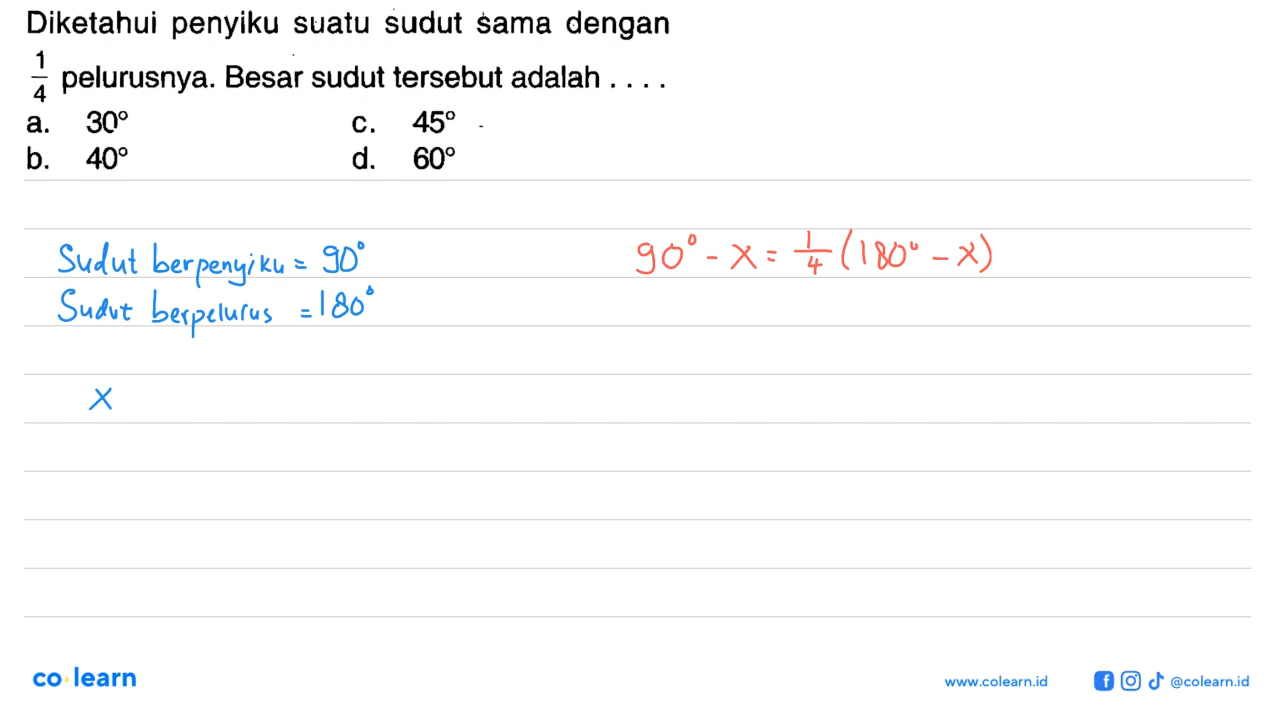 Diketahui penyiku suatu sudut sama dengan
1/4 pelurusnya. Besar sudut tersebut adalah . . . .
a. 30° c. 45°
b. 40° d. 60°
Sudut berpenyiku = 90°
Sudut berpelurus = 180°
x
90° - x = 1/4 (180° - x)
co learn
www.colearn.id @colearn.id